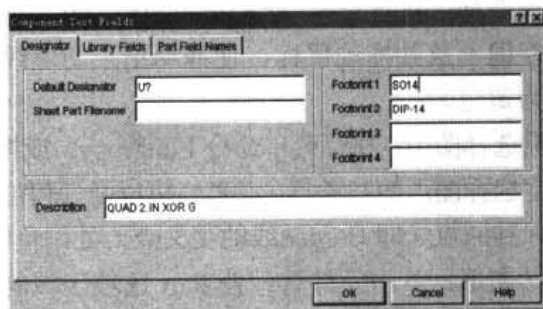 Component Text Fields
Designator Library Fields Part Field Names
Default Designator U?
Sheet Part Filename
Footprint 1 SO14
Footprint 2 DIP-14
Footprint 3
Footprint 4
Description QUAD 2 IN XOR G
OK Cancel Help